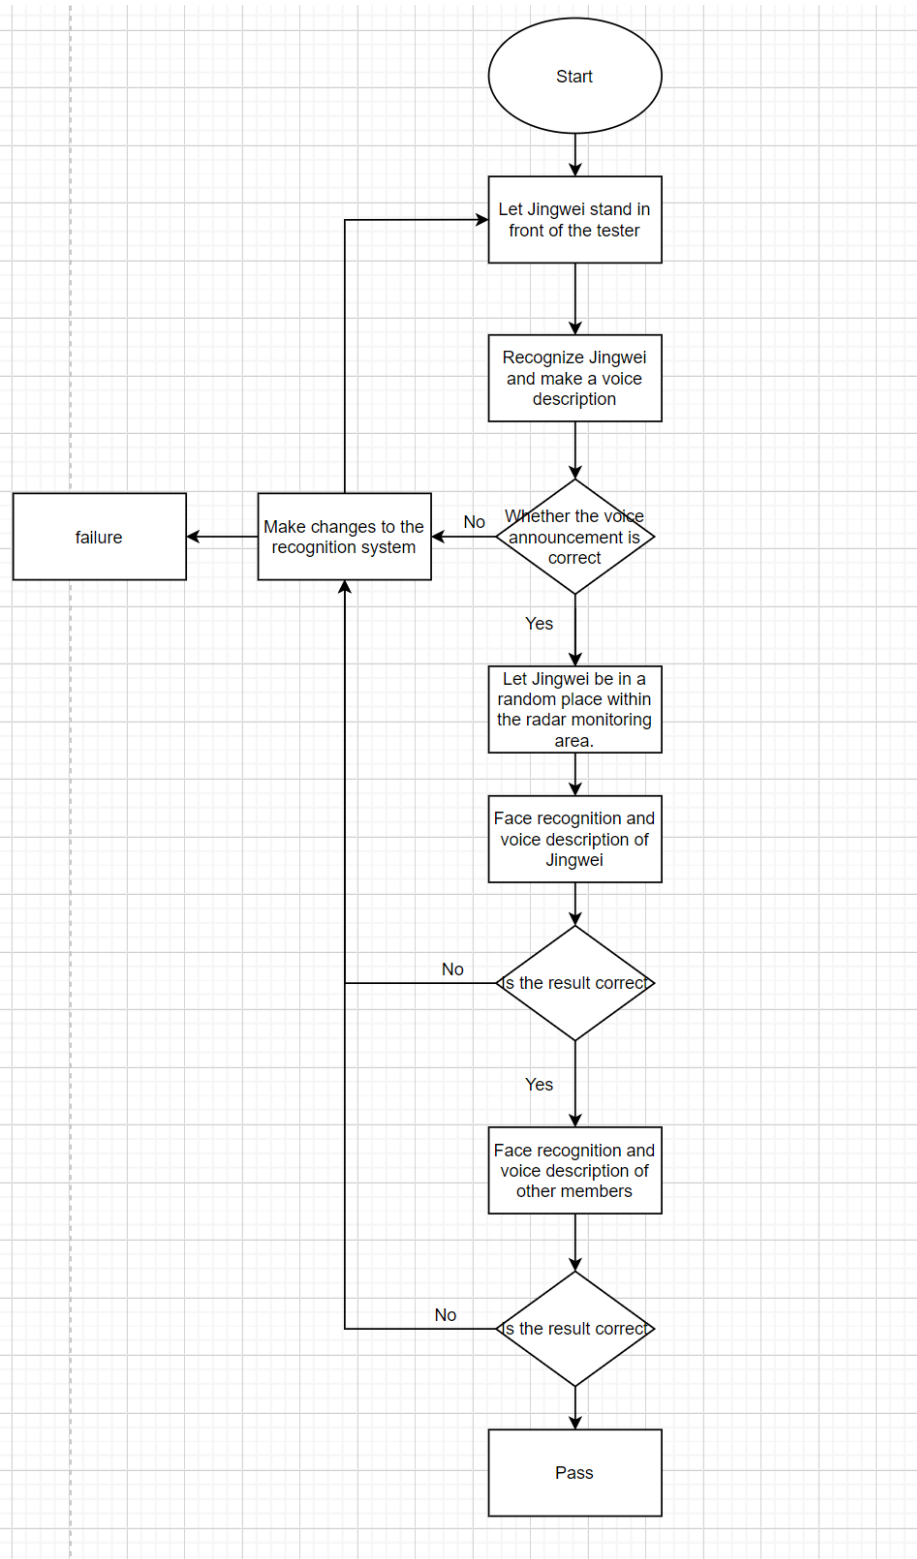 Start
Let Jingwei stand in
front of the tester
Recognize Jingwei
and make a voice
description
Whether the voice
announcement is
correct
No
Make changes to the
recognition system
failure
Yes
Let Jingwei be in a
random place within
the radar monitoring
area.
Face recognition and
voice description of
Jingwei
Is the result correct
No
Yes
Face recognition and
voice description of
other members
Is the result correct
No
Pass